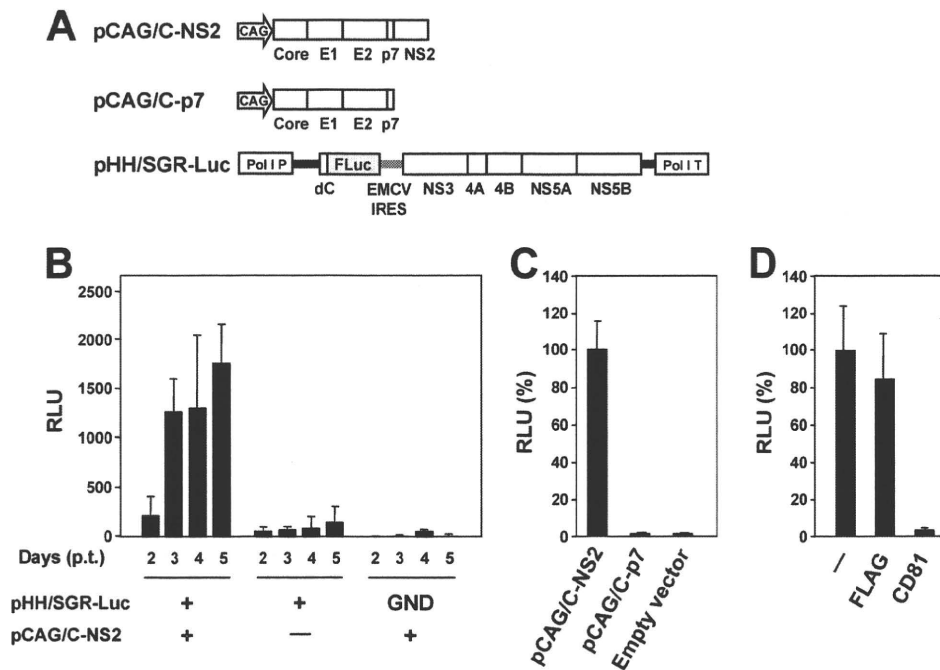 A
pCAG/C-NS2
CAG
Core E1 E2 p7 NS2
pCAG/C-p7
CAG
Core E1 E2 p7
pHH/SGR-Luc
Pol I P
FLuc
Pol I T
dC
EMCV
IRES
NS3 4A 4B NS5A NS5B
B
RLU
2500
2000
1500
1000
500
0
Days (p.t.) 2 3 4 5 2 3 4 5 2 3 4 5
pHH/SGR-Luc + + GND
pCAG/C-NS2 + — +
C
RLU (%)
140
120
100
80
60
40
20
0
pCAG/C-NS2
pCAG/C-p7
Empty vector
D
RLU (%)
140
120
100
80
60
40
20
0
—
FLAG
CD81